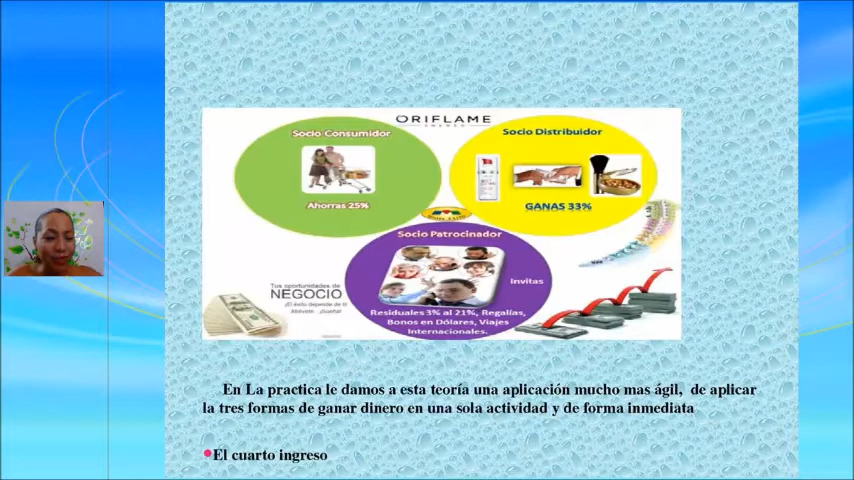 ORIFLAME
SWEDEN
Socio Consumidor
Ahorras 25%
Socio Distribuidor
GANAS 33%
Socio Patrocinador
Invitas
Residuales 3% al 21%, Regalías,
Bonos en Dólares, Viajes
Internacionales.
Tus oportunidades de
NEGOCIO
En La practica le damos a esta teoría una aplicación mucho mas ágil, de aplicar
la tres formas de ganar dinero en una sola actividad y de forma inmediata
El cuarto ingreso